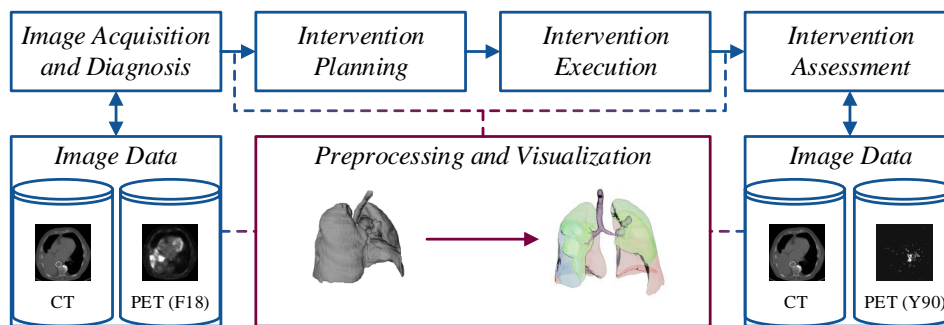 Image Acquisition
and Diagnosis
Intervention
Planning
Intervention
Execution
Intervention
Assessment
Image Data
CT
PET (F18)
Preprocessing and Visualization
Image Data
CT
PET (Y90)